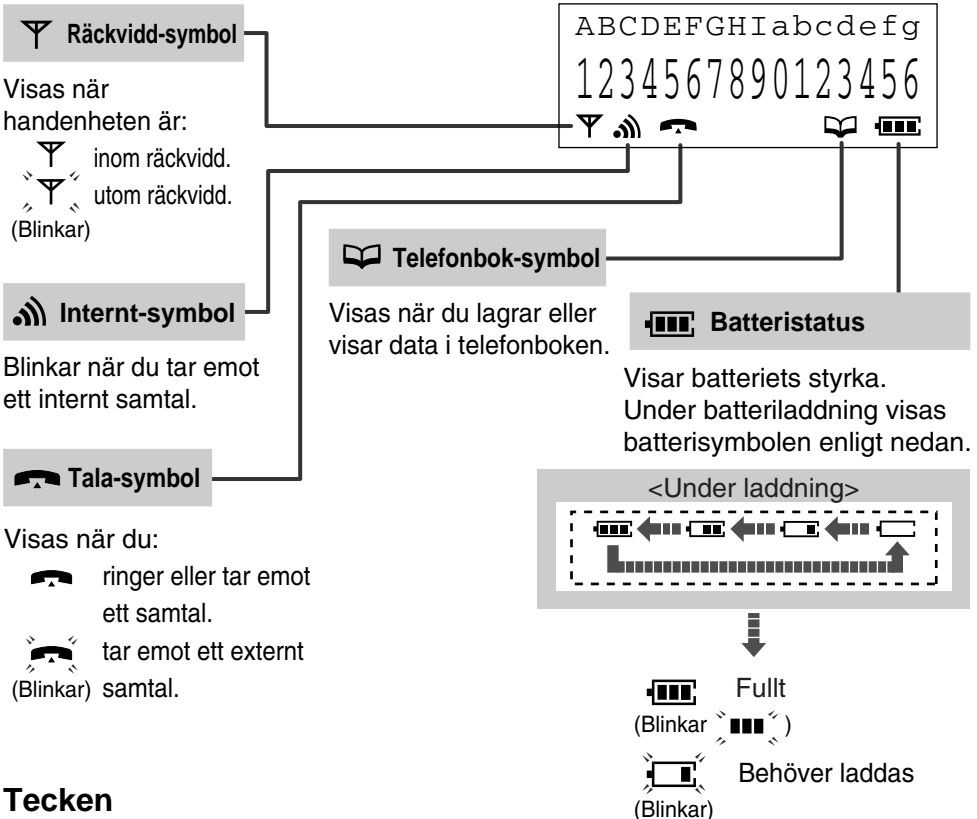 Räckvidd-symbol
Visas när
handenheten är:
inom räckvidd.
utom räckvidd.
(Blinkar)
Internt-symbol
Blinkar när du tar emot
ett internt samtal.
Tala-symbol
Visas när du:
ringer eller tar emot
ett samtal.
tar emot ett externt
(Blinkar) samtal.
Tecken
ABCDEFGHIabcdefg
1234567890123456
Telefonbok-symbol
Visas när du lagrar eller
visar data i telefonboken.
Batteristatus
Visar batteriets styrka.
Under batteriladdning visas
batterisymbolen enligt nedan.
<Under laddning>
Fullt
(Blinkar )
Behöver laddas
(Blinkar)